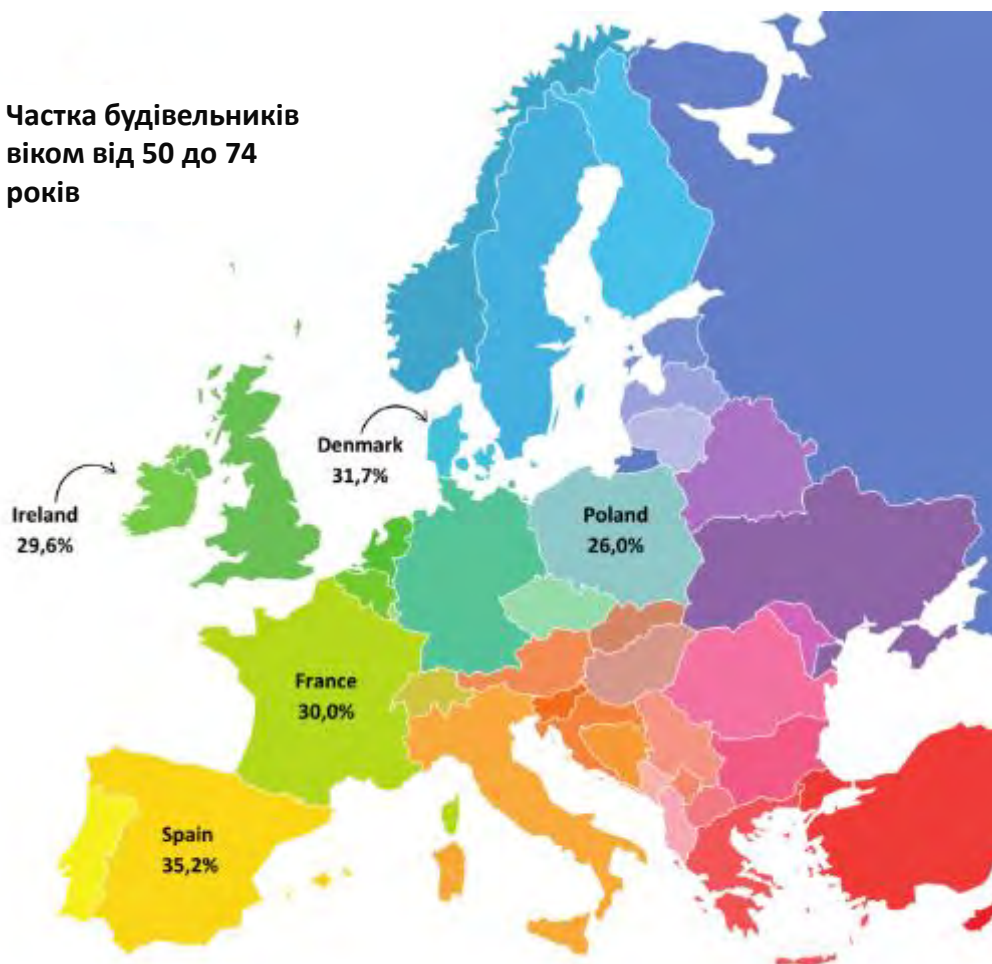 Частка будівельників
віком від 50 до 74
років
Denmark
31,7%
Ireland
29,6%
Poland
26,0%
France
30,0%
Spain
35,2%